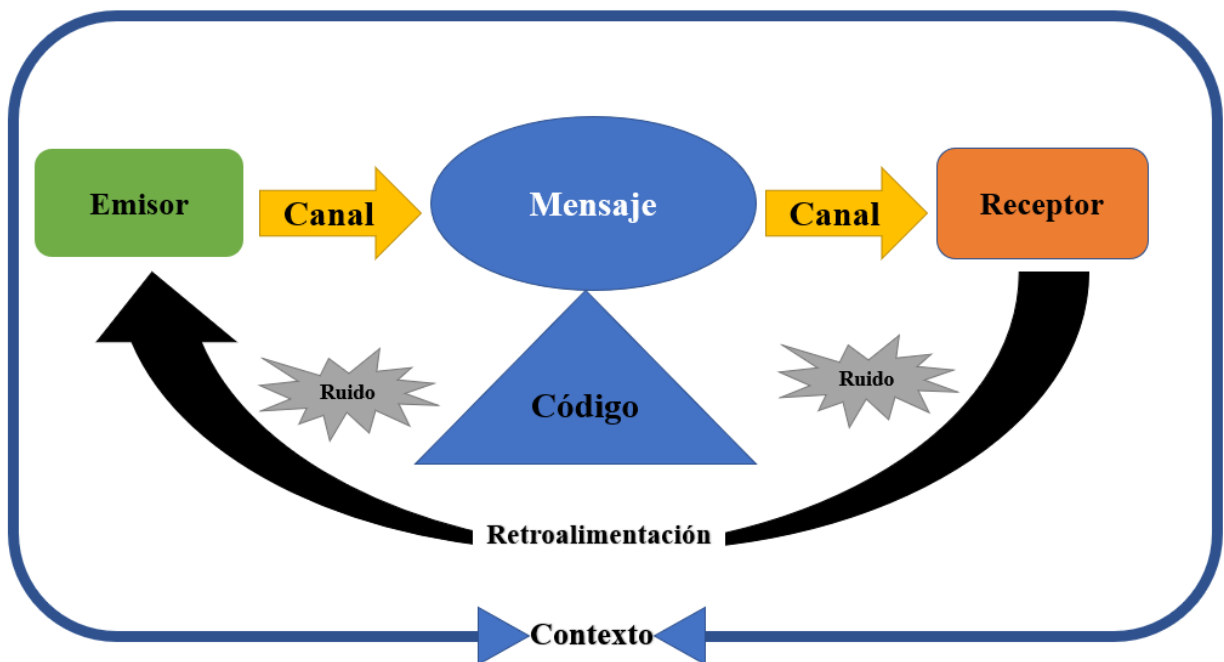 Emisor
Canal
Mensaje
Canal
Receptor
Ruido
Código
Ruido
Retroalimentación
Contexto